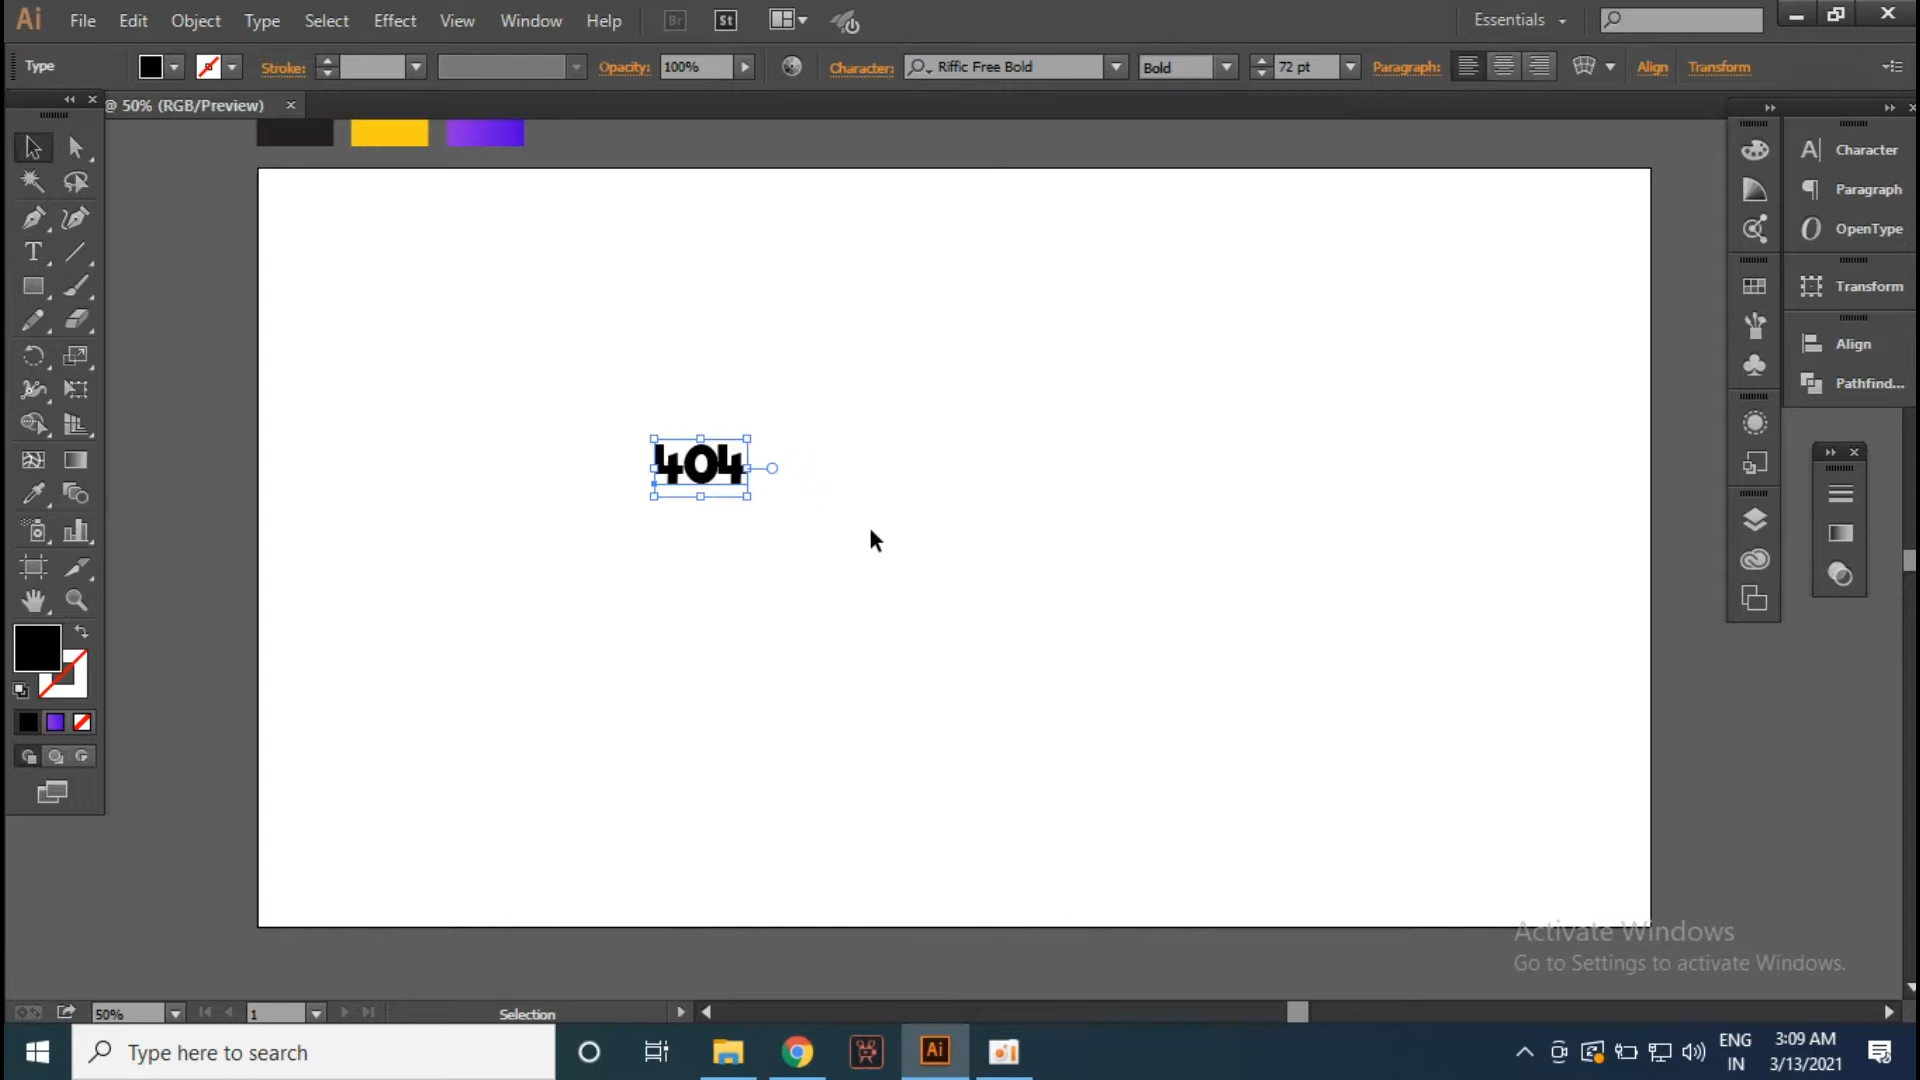 Ai File Edit Object Type Select Effect View Window Help Br St Essentials
Type Stroke: Opacity: 100% Character: Riffic Free Bold Bold 72 pt Paragraph: Align Transform
@ 50% (RGB/Preview)
Character
Paragraph
OpenType
Transform
Align
Pathfind...
404
Activate Windows
Go to Settings to activate Windows.
50% 1 Selection
Type here to search
Ai
ENG
IN
3:09 AM
3/13/2021